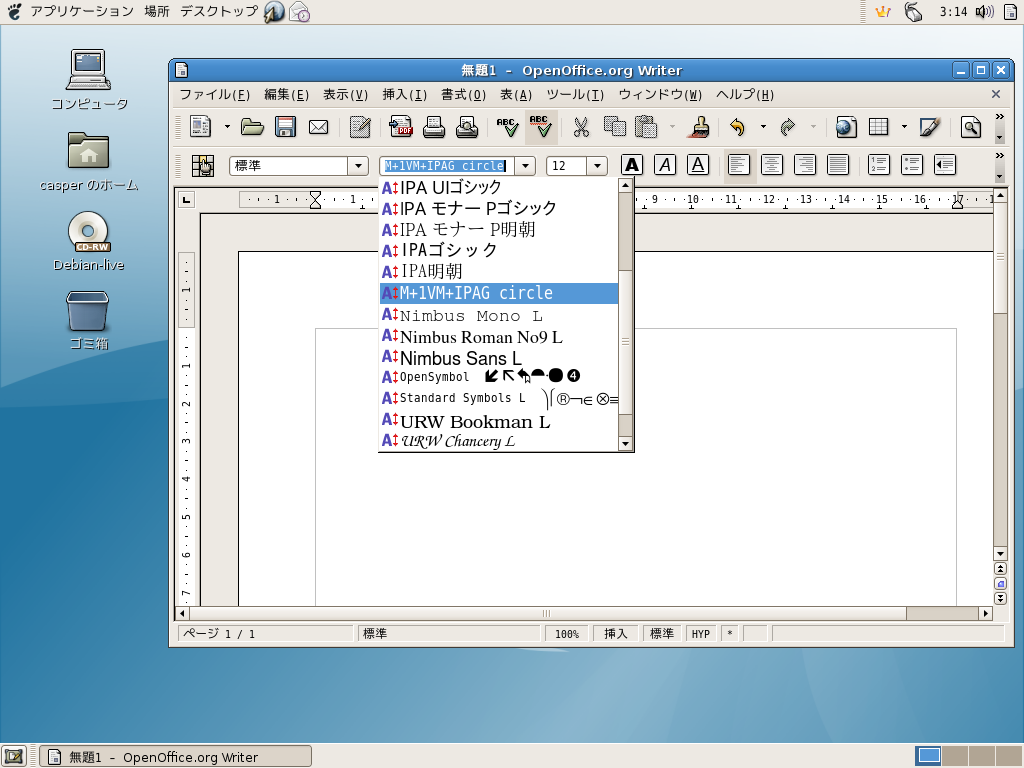 アプリケーション 場所 デスクトップ 3:14
コンピュータ
casper のホーム
CD-RW
Debian-live
ゴミ箱
無題1 - OpenOffice.org Writer
ファイル(F) 編集(E) 表示(V) 挿入(I) 書式(O) 表(A) ツール(T) ウィンドウ(W) ヘルプ(H)
PDF ABC ABC
標準 M+1VM+IPAG circle 12 A A A
1 1 9 10 11 12 13 14 15 16 17
IPA UIゴシック
IPA モナー Pゴシック
IPA モナー P明朝
IPAゴシック
IPA明朝
M+1VM+IPAG circle
Nimbus Mono L
Nimbus Roman No9 L
Nimbus Sans L
OpenSymbol
Standard Symbols L
URW Bookman L
URW Chancery L
1
1
2
3
4
5
6
7
ページ 1 / 1 標準 100% 挿入 標準 HYP *
無題1 - OpenOffice.org Writer